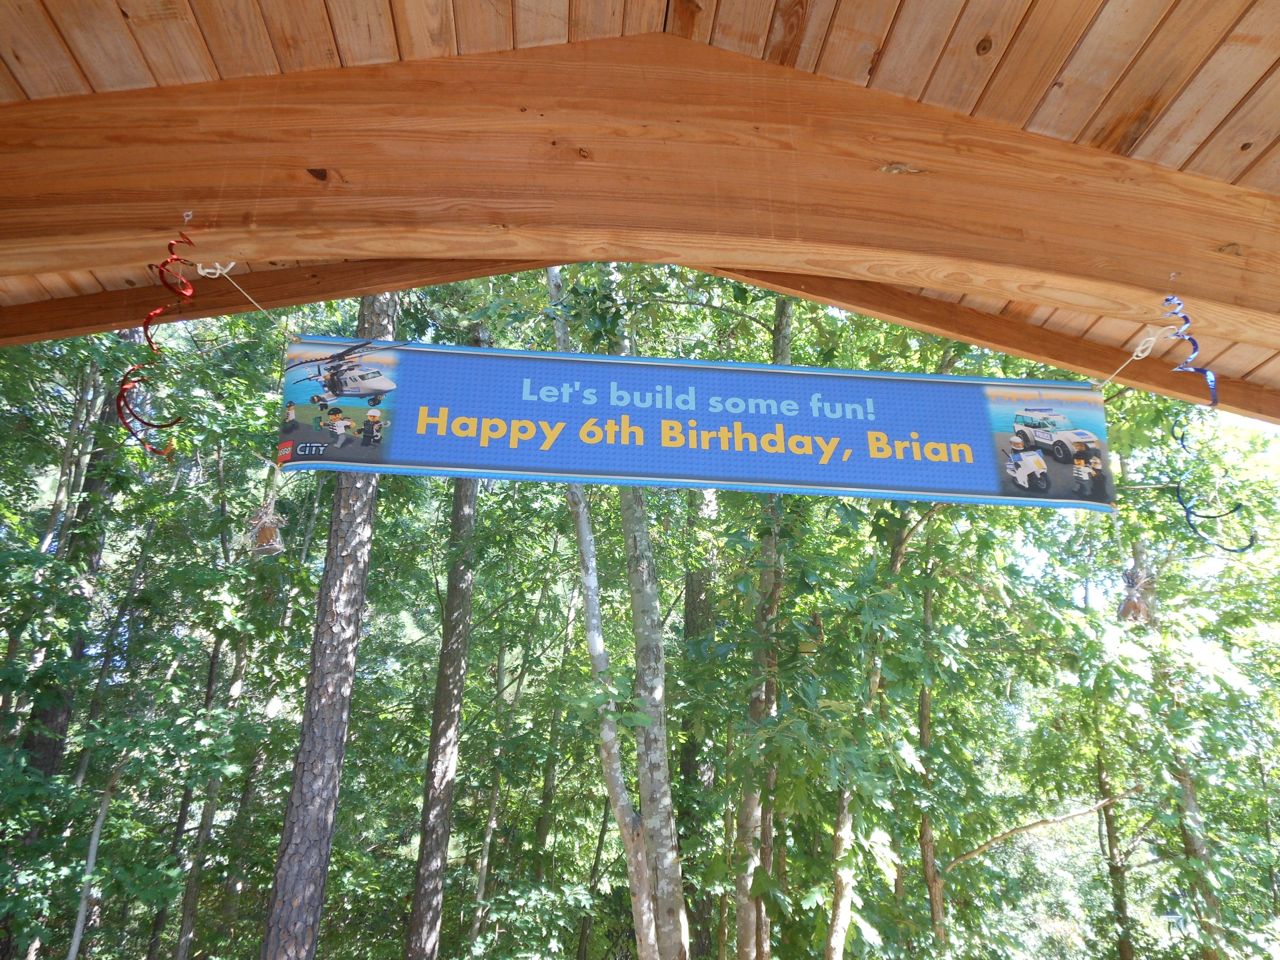 Let's build some fun!
Happy 6th Birthday, Brian
LEGO CITY